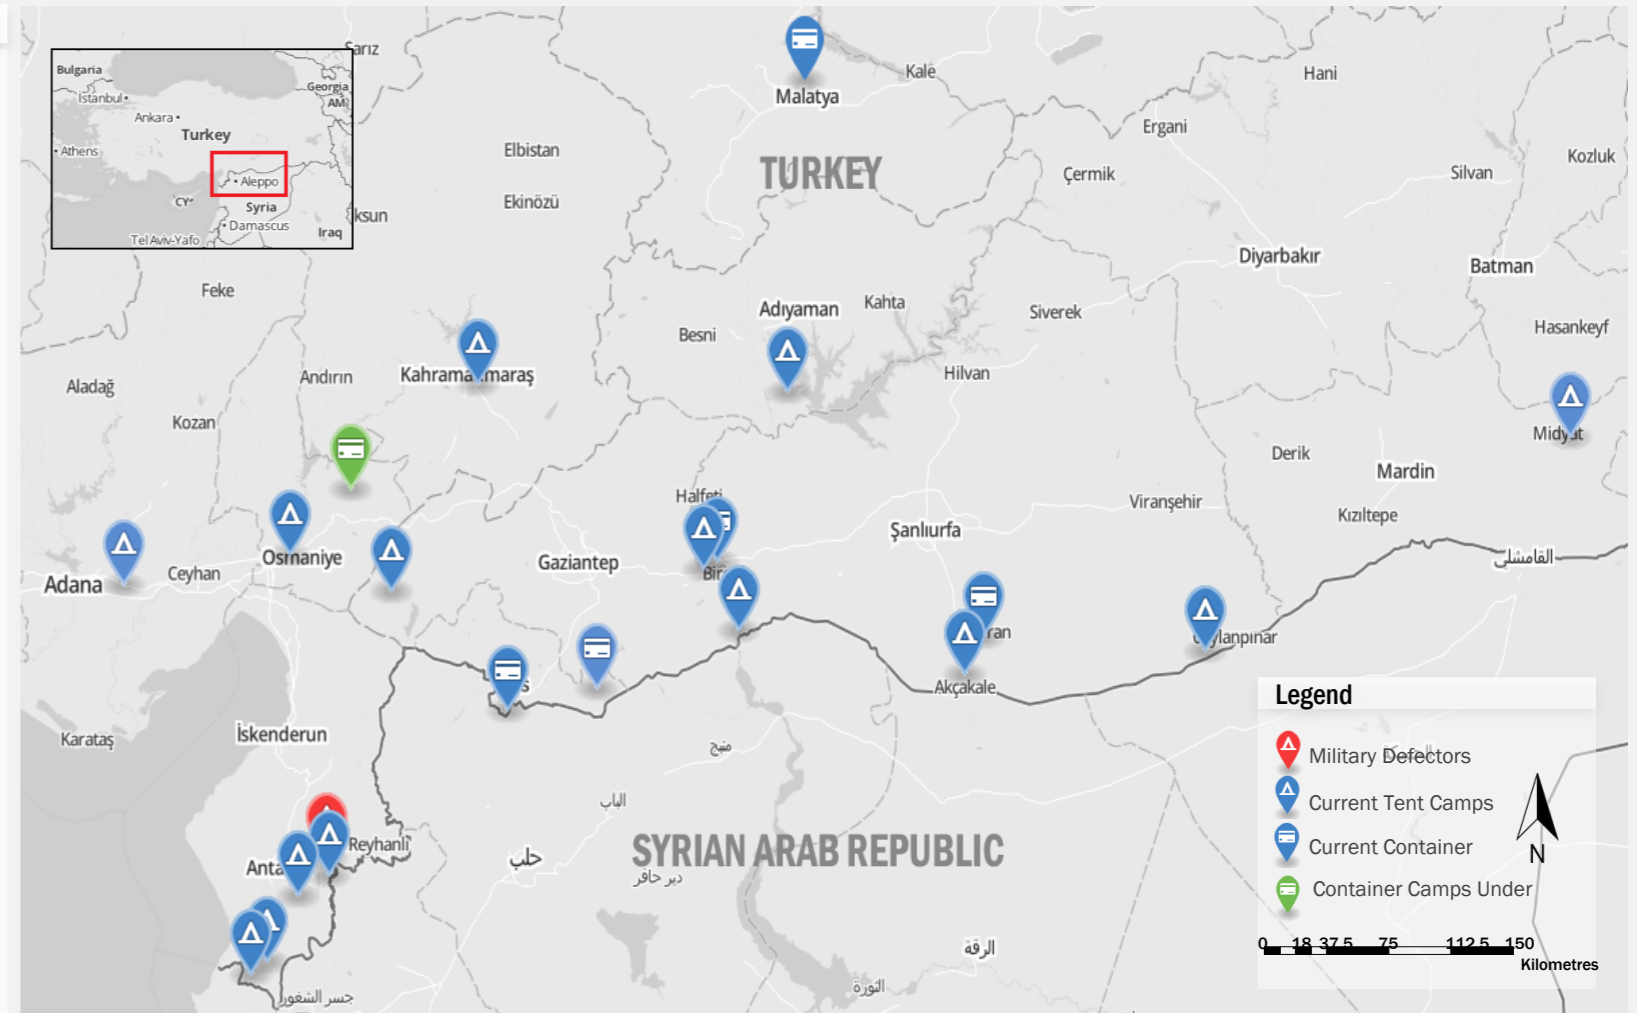 Sarız
Bulgaria
Georgia
Istanbul
AM
Ankara
Turkey
Athens
Aleppo
CY
Syria
Damascus
Iraq
Tel Aviv-Yafo
ksun
Malatya
Kale
Hani
Ergani
Elbistan
TURKEY
Kozluk
Çermik
Silvan
Ekinözü
Diyarbakır
Batman
Feke
Adıyaman
Kahta
Siverek
Besni
Hasankeyf
Andırın
Hilvan
Aladağ
Kozan
Midyat
Derik
Mardin
Halfeti
Viranşehir
Kızıltepe
Şanlıurfa
Osmaniye
Gaziantep
القامشلي
Ceyhan
Adana
Akçakale
Karataş
İskenderun
منبج
الباب
Reyhanlı
حلب
SYRIAN ARAB REPUBLIC
دير حافر
الرقة
الثورة
جسر الشغور
Legend
Military Defectors
Current Tent Camps
Current Container
Container Camps Under
N
0 18 37.5 75 112.5 150
Kilometres